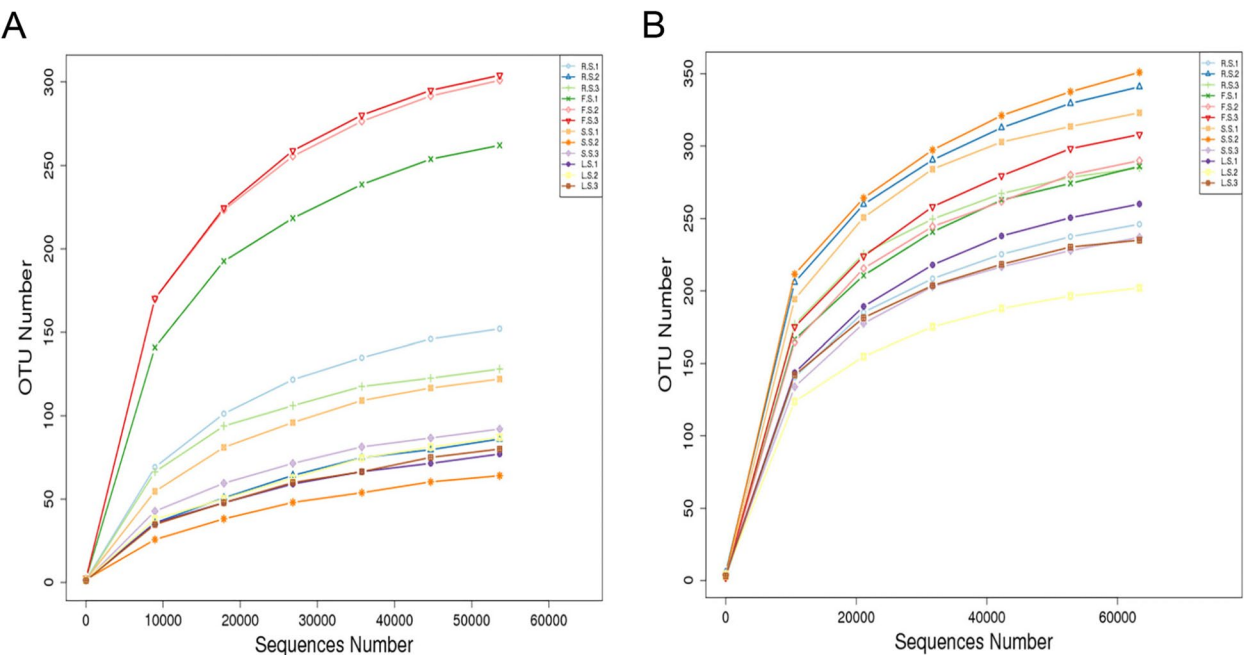 A
OTU Number
300
250
200
150
100
50
0
0 10000 20000 30000 40000 50000 60000
Sequences Number
R.S.1
R.S.2
R.S.3
F.S.1
F.S.2
F.S.3
S.S.1
S.S.2
S.S.3
L.S.1
L.S.2
L.S.3
B
OTU Number
350
300
250
200
150
100
50
0
0 20000 40000 60000
Sequences Number
R.S.1
R.S.2
R.S.3
F.S.1
F.S.2
F.S.3
S.S.1
S.S.2
S.S.3
L.S.1
L.S.2
L.S.3